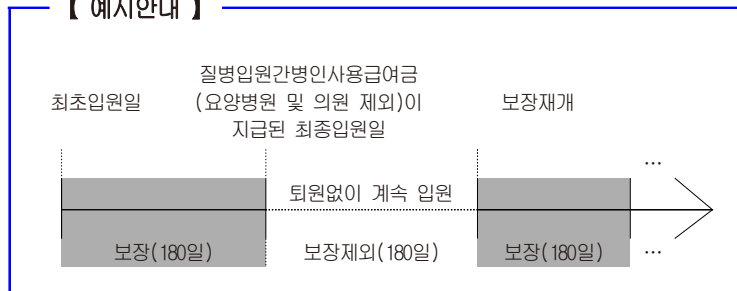 【 예시안내 】
질병입원간병인사용급여금
최초입원일 (요양병원 및 의원 제외)이 보장재개
지급된 최종입원일
…
퇴원없이 계속 입원
보장(180일) 보장제외(180일) 보장(180일) …